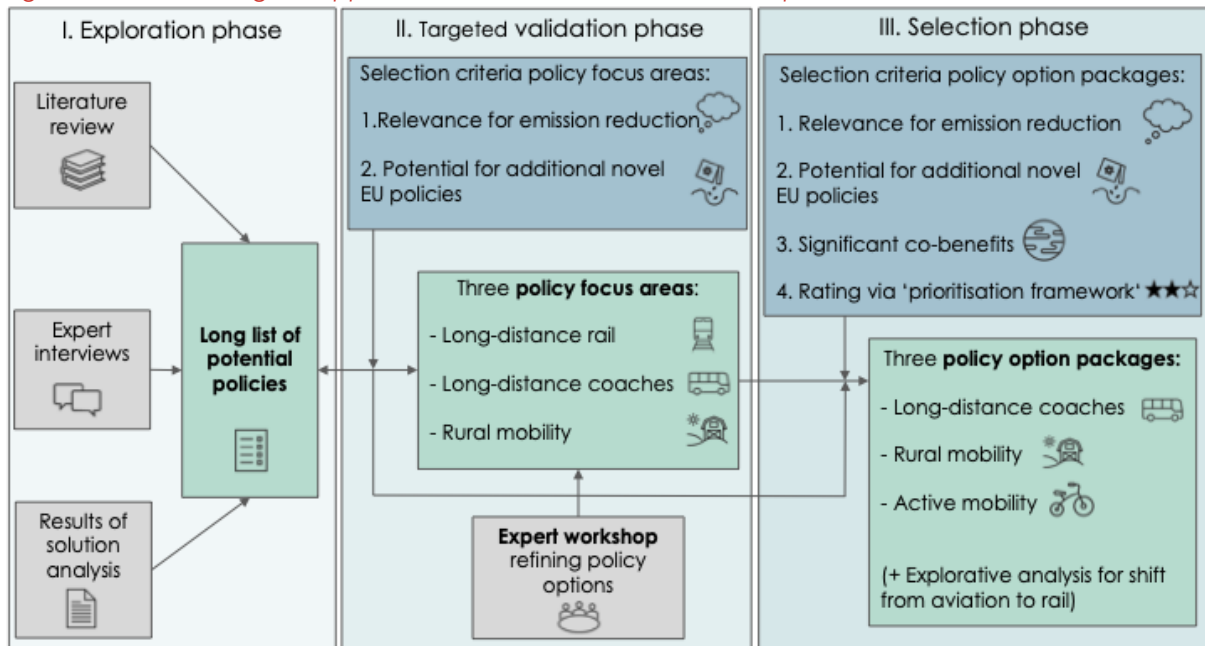 I. Exploration phase
Literature
review
Expert
interviews
Results of
solution
analysis
Long list of
potential
policies
II. Targeted validation phase
Selection criteria policy focus areas:
1.Relevance for emission reduction
2. Potential for additional novel
EU policies
Three policy focus areas:
- Long-distance rail
- Long-distance coaches
- Rural mobility
Expert workshop
refining policy
options
III. Selection phase
Selection criteria policy option packages:
1. Relevance for emission reduction
2. Potential for additional novel
EU policies
3. Significant co-benefits
4. Rating via ‘prioritisation framework‘ ★★☆
Three policy option packages:
- Long-distance coaches
- Rural mobility
- Active mobility
(+ Explorative analysis for shift
from aviation to rail)